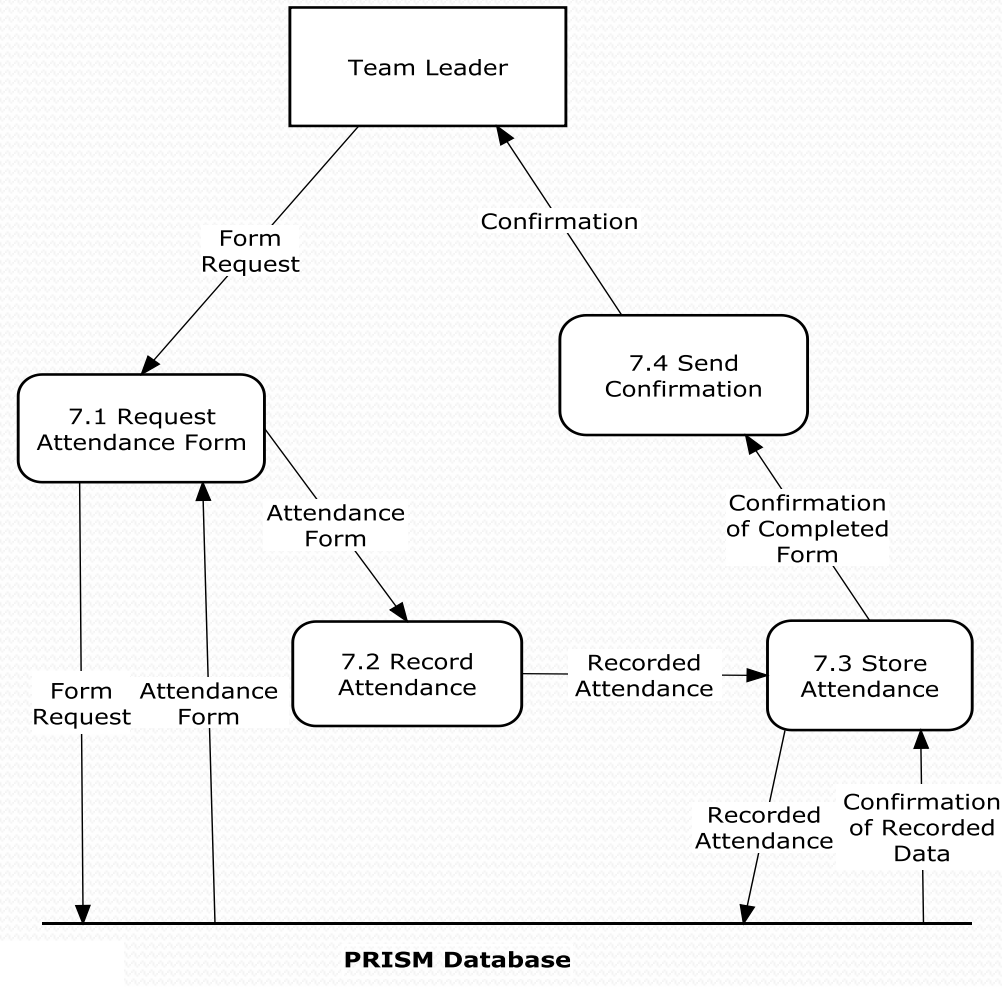 Team Leader
Confirmation
Form
Request
7.4 Send
Confirmation
7.1 Request
Attendance Form
Attendance
Form
Confirmation
of Completed
Form
7.2 Record
Attendance
Recorded
Attendance
7.3 Store
Attendance
Form
Request
Attendance
Form
Recorded
Attendance
Confirmation
of Recorded
Data
PRISM Database